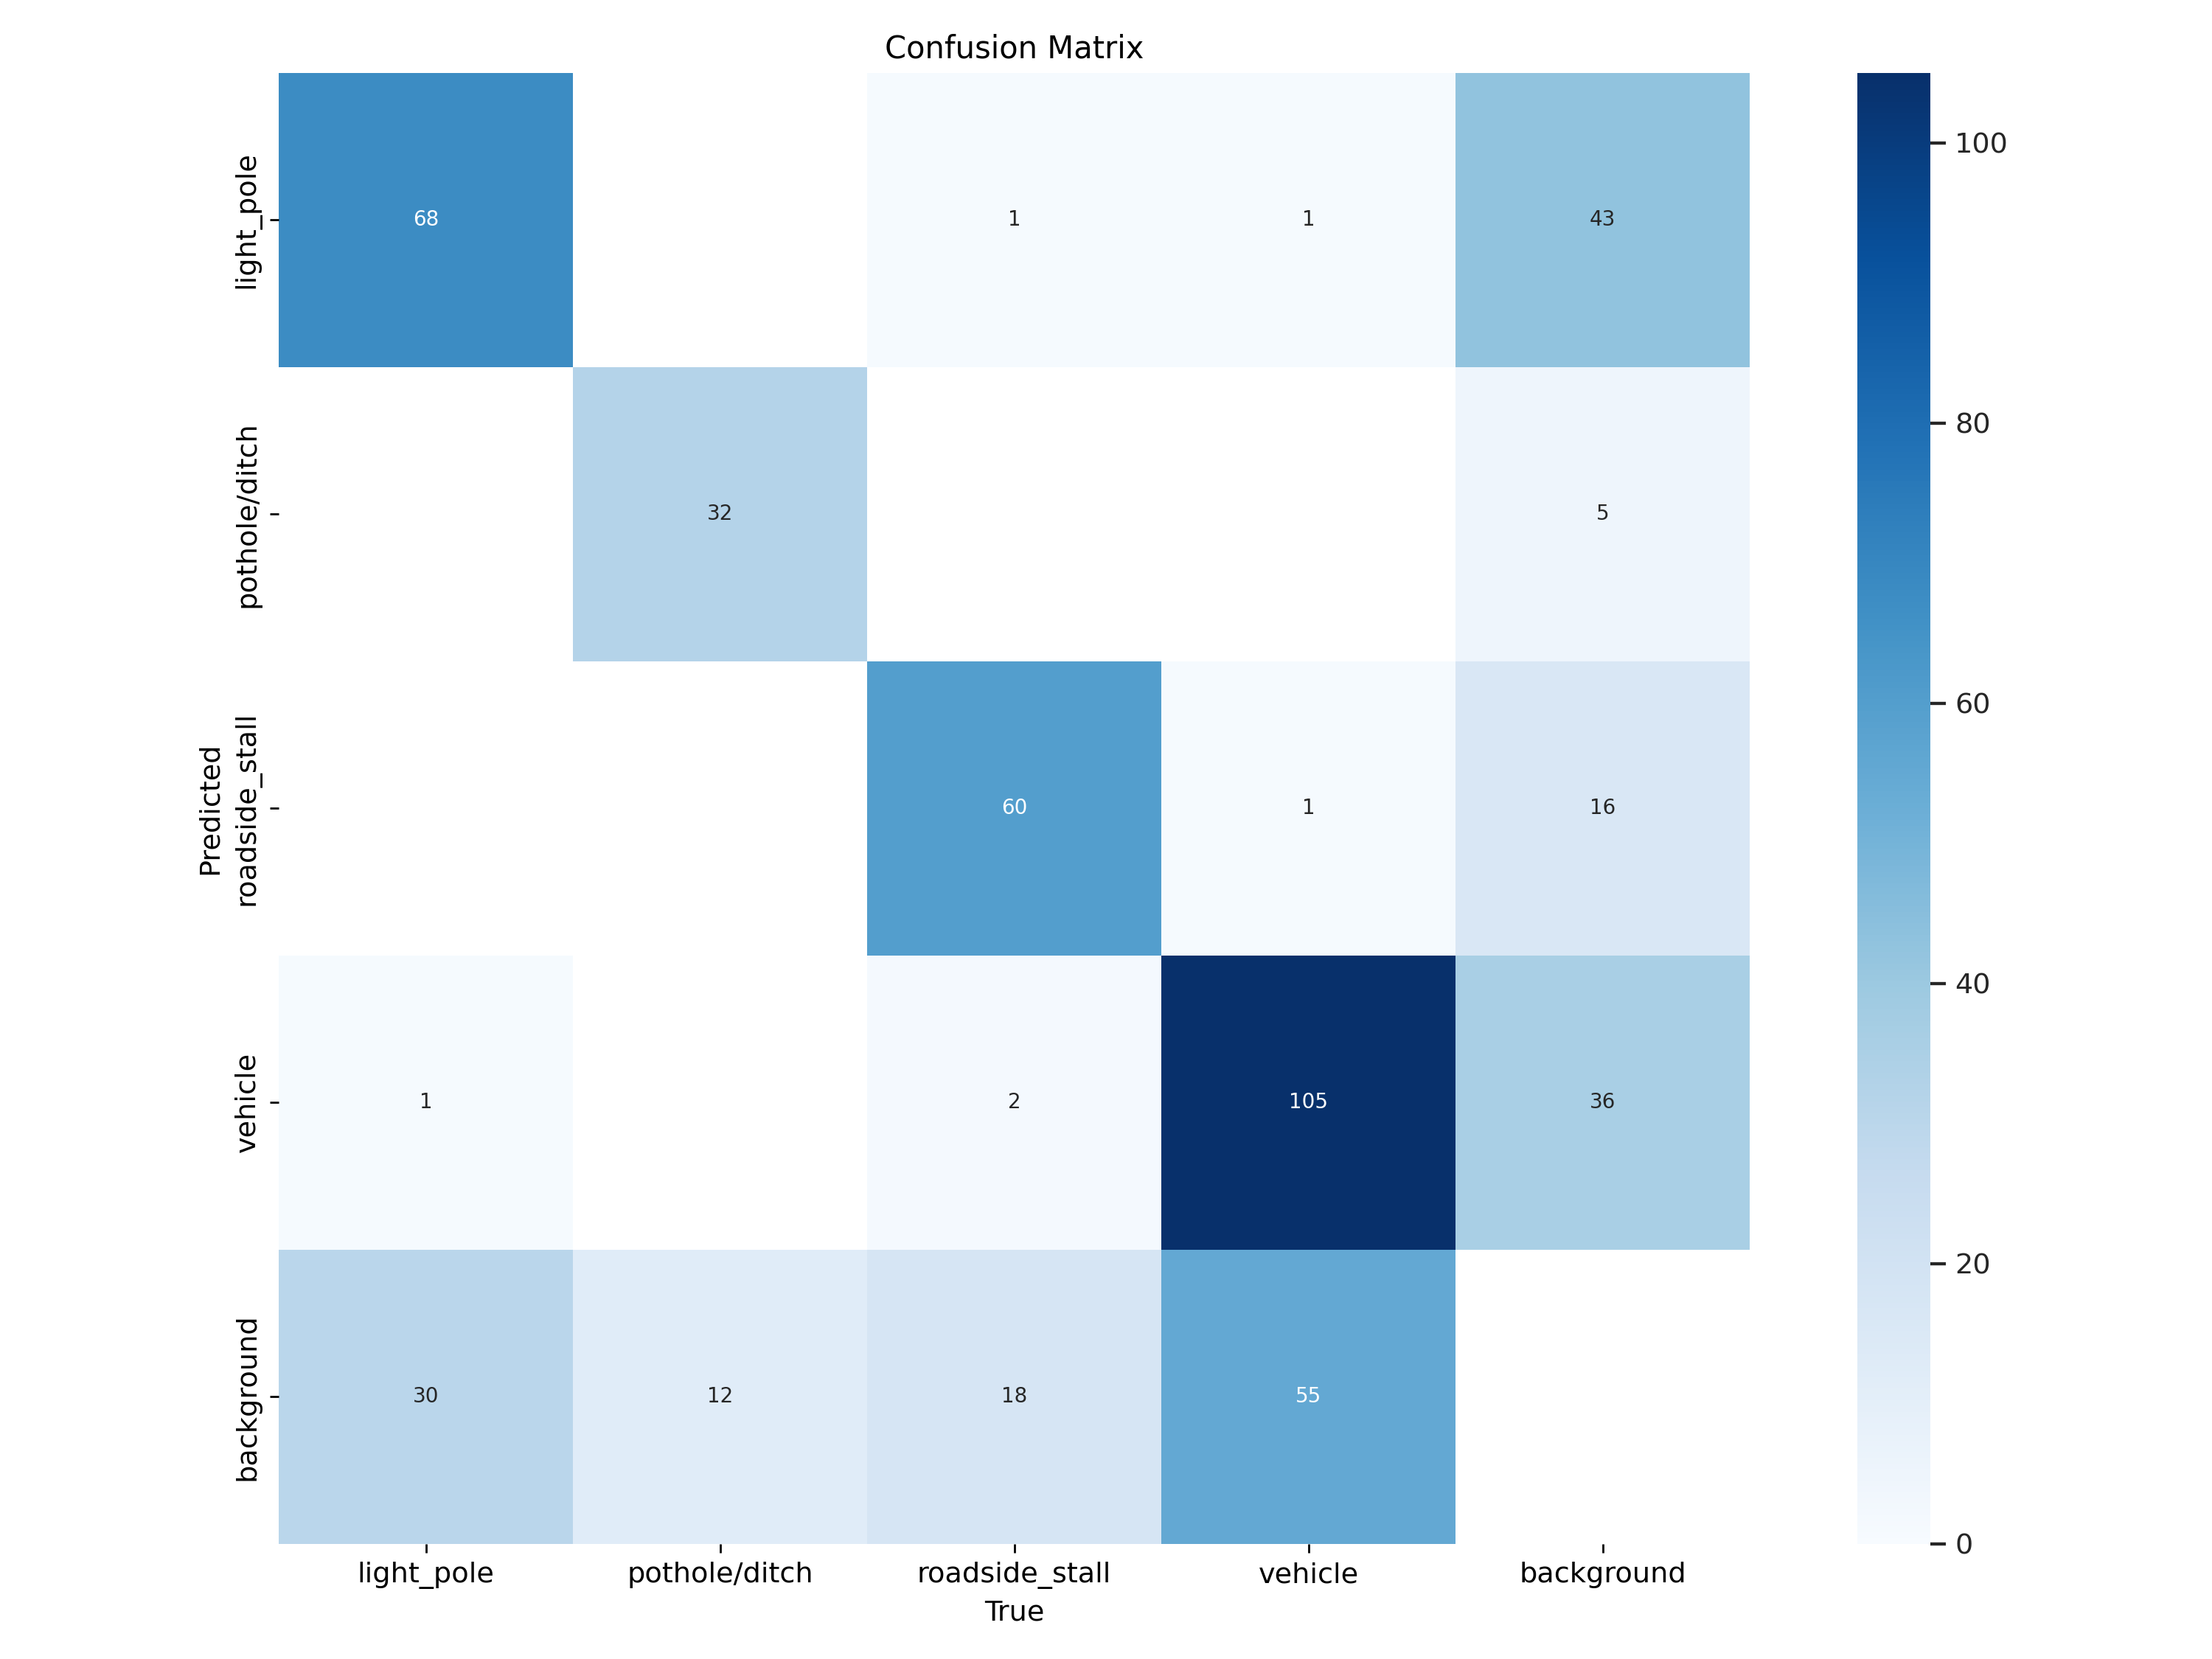 Confusion Matrix
light_pole
68
1
1
43
100
80
pothole/ditch
32
5
60
Predicted
roadside_stall
60
1
16
40
vehicle
1
2
105
36
20
background
30
12
18
55
0
light_pole
pothole/ditch
roadside_stall
vehicle
background
True